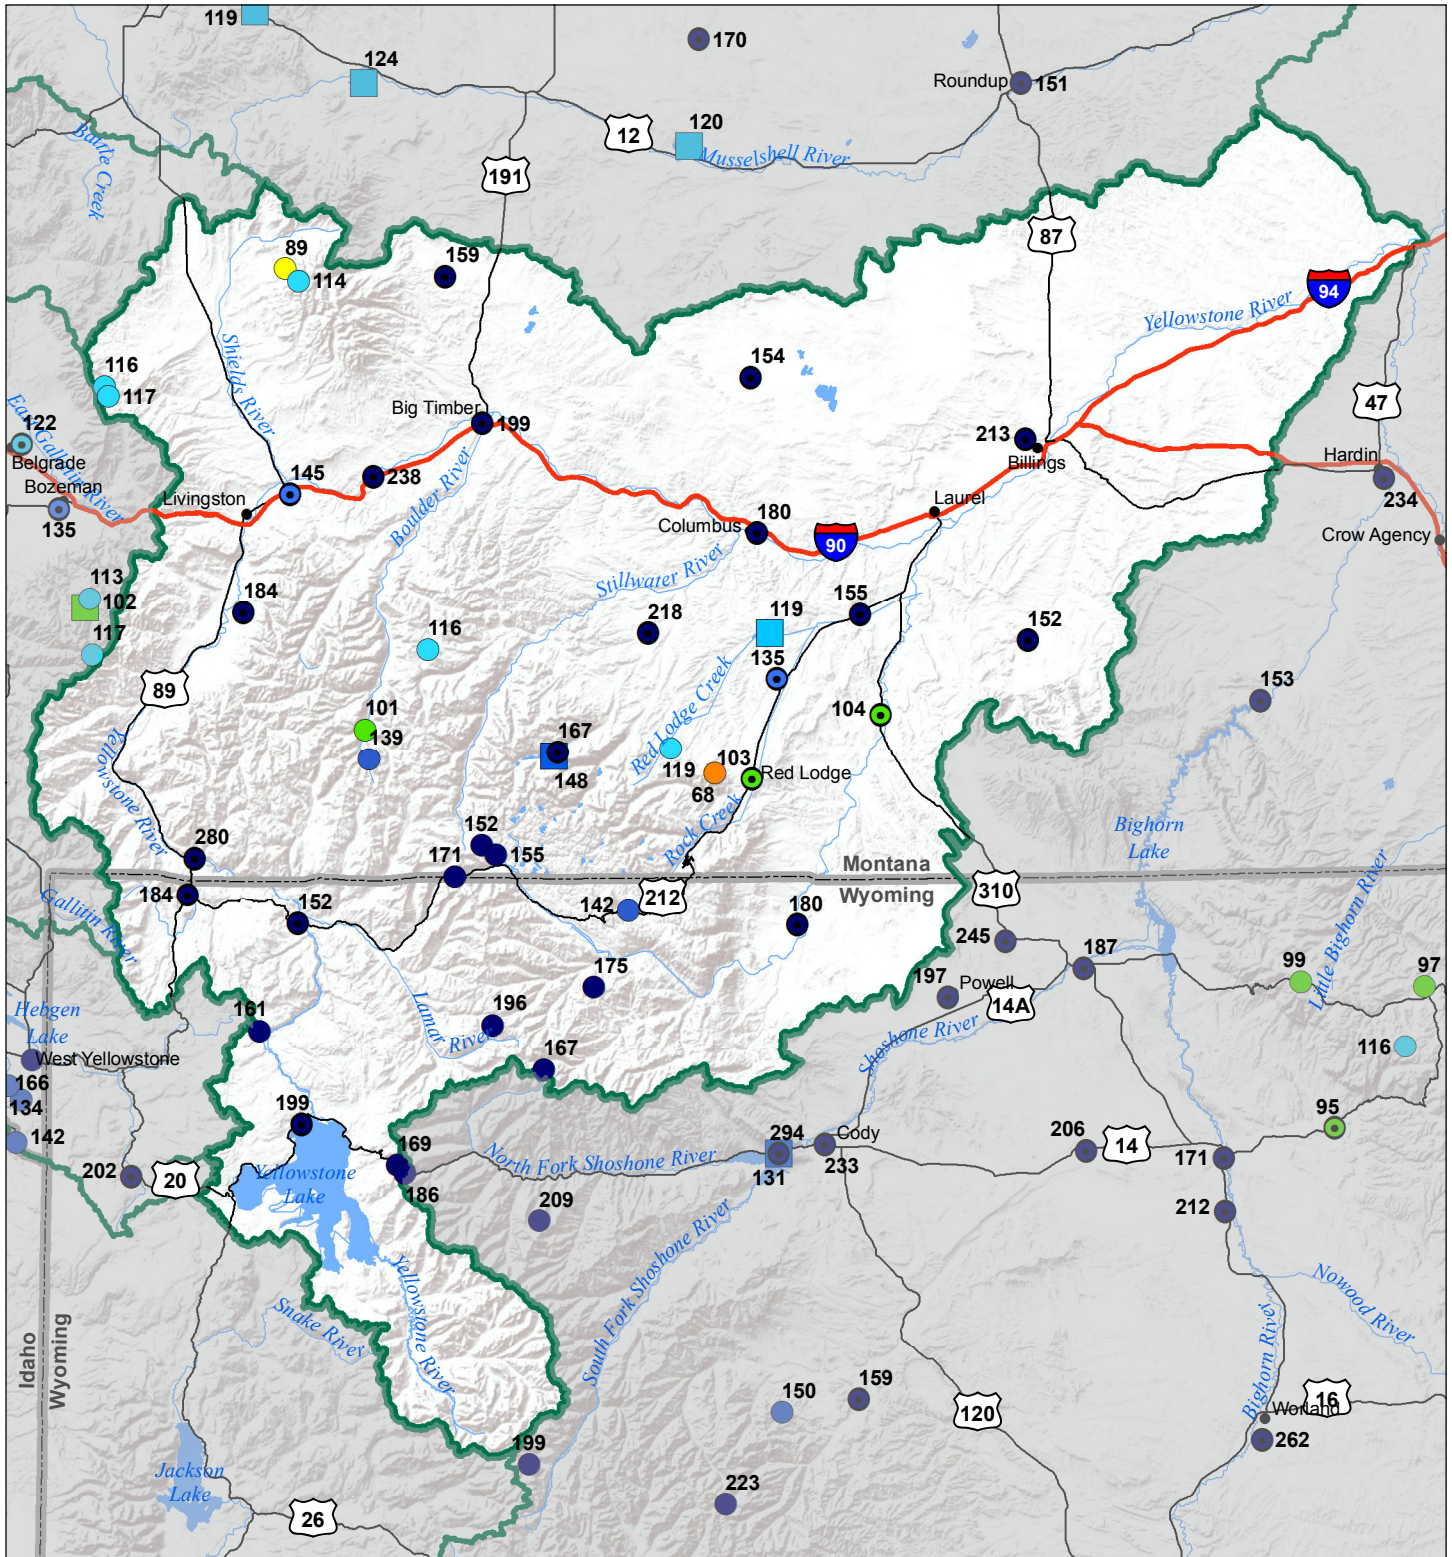 119
170
124
Roundup
151
12
120
Musselshell River
Battle Creek
191
87
89
114
159
94
Yellowstone River
Shields River
116
117
154
47
East Gallitin River
122
Belgrade
Bozeman
135
Big Timber
199
213
Billings
Hardin
234
145
238
Livingston
Boulder River
Laurel
Columbus
180
90
Crow Agency
Stillwater River
113
102
117
184
116
218
119
155
152
135
89
153
101
139
Red Lodge Creek
104
167
148
119
103
68
Red Lodge
Yellowstone River
Rock Creek
Bighorn
Lake
280
152
155
171
Montana
Wyoming
184
152
142
212
180
310
Little Bighorn River
Gallitin River
245
187
175
197
Powell
14A
99
97
Hebgen
Lake
161
Lamar River
196
Shoshone River
West Yellowstone
167
116
166
134
142
199
169
294
Cody
233
206
14
95
171
North Fork Shoshone River
131
202
20
Yellowstone
Lake
186
209
212
South Fork Shoshone River
Yellowstone River
Snake River
Nowood River
Idaho
Wyoming
Bighorn River
150
159
120
16
Worland
262
199
Jackson
Lake
223
26